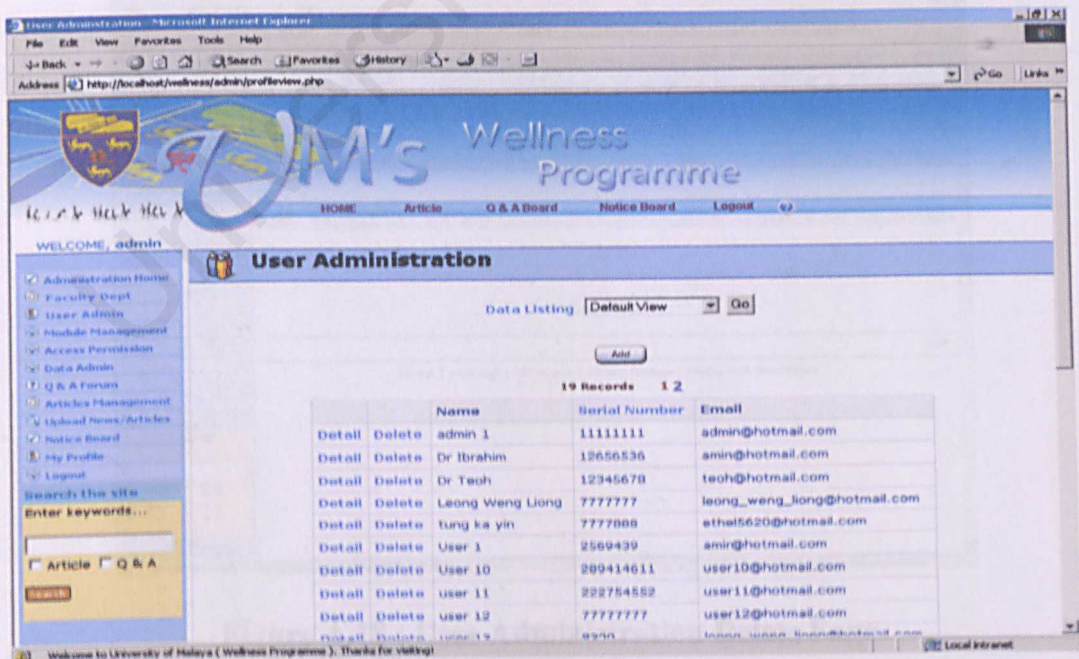 User Administration - Microsoft Internet Explorer
File Edit View Favorites Tools Help
Back Search Favorites History
Address http://localhost/wellness/admin/profileview.php Go Links
UM's Wellness Programme
HOME Article Q & A Board Notice Board Logout
WELCOME, admin
Administration Home
Faculty Dept
User Admin
Module Management
Access Permission
Data Admin
Q & A Forum
Articles Management
Upload News/Articles
Notice Board
My Profile
Logout
Search the site
Enter keywords...
Article Q & A
Search
User Administration
Data Listing Default View Go
Add
19 Records 1 2
Name Serial Number Email
Detail Delete admin 1 11111111 admin@hotmail.com
Detail Delete Dr Ibrahim 12656536 amin@hotmail.com
Detail Delete Dr Teoh 12345678 teoh@hotmail.com
Detail Delete Leong Weng Liong 7777777 leong_weng_liong@hotmail.com
Detail Delete tung ka yin 7777888 ethel5620@hotmail.com
Detail Delete User 1 2569439 amir@hotmail.com
Detail Delete User 10 289414611 user10@hotmail.com
Detail Delete user 11 222754552 user11@hotmail.com
Detail Delete user 12 77777777 user12@hotmail.com
Detail Delete user 13
Welcome to University of Malaya ( Wellness Programme ). Thanks for visiting!
Local intranet